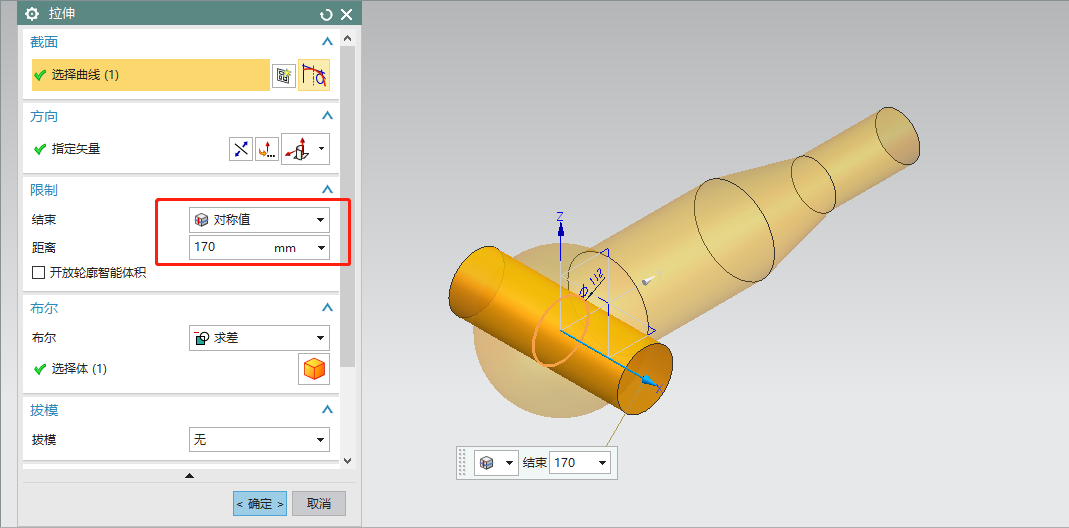 拉伸
截面
选择曲线 (1)
方向
指定矢量
限制
结束
对称值
距离
170 mm
开放轮廓智能体积
布尔
布尔
求差
选择体 (1)
拔模
拔模
无
< 确定 >
取消
Z
X
结束 170